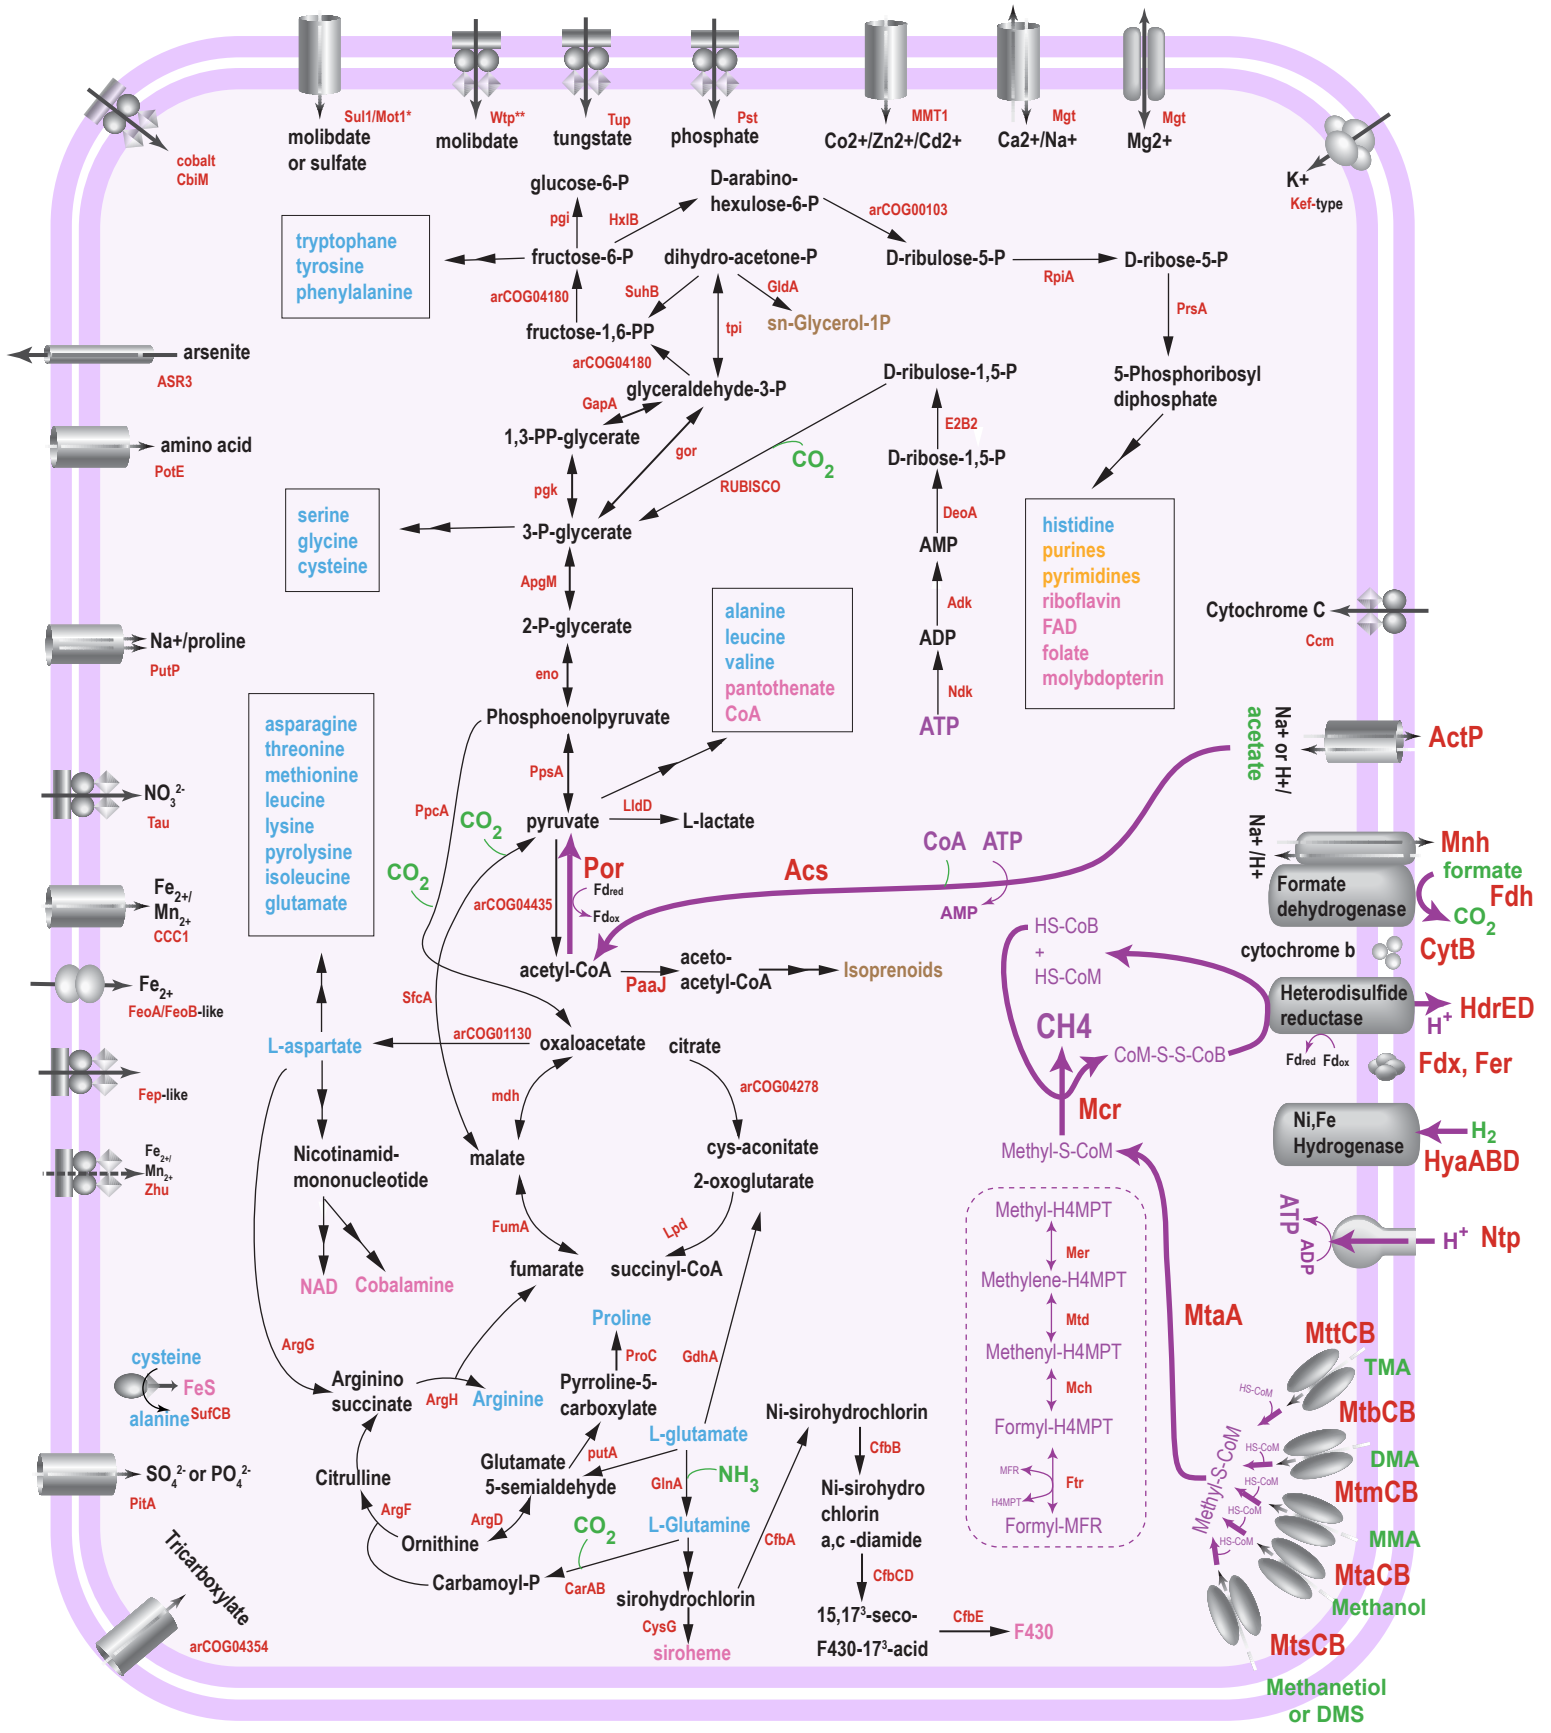 Sul1/Mot1*
molibdate
or sulfate
Wtp**
molibdate
Tup
tungstate
Pst
phosphate
MMT1
Co2+/Zn2+/Cd2+
Mgt
Ca2+/Na+
Mgt
Mg2+
cobalt
CbiM
K+
Kef-type
glucose-6-P
D-arabino-
hexulose-6-P
pgi
HxlB
arCOG00103
tryptophane
tyrosine
phenylalanine
fructose-6-P
dihydro-acetone-P
D-ribulose-5-P
RpiA
D-ribose-5-P
arCOG04180
SuhB
GldA
sn-Glycerol-1P
PrsA
fructose-1,6-PP
tpi
arsenite
ASR3
arCOG04180
glyceraldehyde-3-P
D-ribulose-1,5-P
5-Phosphoribosyl
diphosphate
GapA
1,3-PP-glycerate
E2B2
amino acid
PotE
gor
CO2
D-ribose-1,5-P
pgk
RUBISCO
DeoA
serine
glycine
cysteine
3-P-glycerate
AMP
histidine
purines
pyrimidines
riboflavin
FAD
folate
molybdopterin
ApgM
Adk
2-P-glycerate
ADP
alanine
leucine
valine
pantothenate
CoA
Cytochrome C
Ccm
Na+/proline
PutP
eno
Ndk
Phosphoenolpyruvate
ATP
asparagine
threonine
methionine
leucine
lysine
pyrolysine
isoleucine
glutamate
Na+ or H+/
acetate
ActP
PpsA
NO3 2-
Tau
PpcA
LldD
pyruvate
L-lactate
CO2
CoA
ATP
Na+ /H+
Mnh
Por
Acs
CO2
Fdred
Fdox
AMP
formate
Formate
dehydrogenase
Fdh
CO2
Fe2+/
Mn2+
CCC1
arCOG04435
HS-CoB
+
HS-CoM
cytochrome b
CytB
acetyl-CoA
PaaJ
aceto-
acetyl-CoA
Isoprenoids
Fe2+
FeoA/FeoB-like
SfcA
Heterodisulfide
reductase
HdrED
H+
CH4
arCOG01130
L-aspartate
oxaloacetate
citrate
CoM-S-S-CoB
Fdred
Fdox
Fdx, Fer
Fep-like
mdh
arCOG04278
Mcr
Ni,Fe
Hydrogenase
H2
HyaABD
Fe2+/
Mn2+
Zhu
Nicotinamid-
mononucleotide
malate
cys-aconitate
Methyl-S-CoM
2-oxoglutarate
FumA
Lpd
Methyl-H4MPT
ATP
ADP
H+
Ntp
Mer
fumarate
succinyl-CoA
Methylene-H4MPT
NAD
Cobalamine
Proline
Mtd
MtaA
MttCB
ArgG
ProC
GdhA
Methenyl-H4MPT
TMA
cysteine
FeS
alanine
SufCB
Arginino
succinate
ArgH
Arginine
Pyrroline-5-
carboxylate
Mch
HS-CoM
MtbCB
Ni-sirohydrochlorin
Formyl-H4MPT
L-glutamate
putA
CfbB
Methyl-S-CoM
HS-CoM
DMA
Glutamate
5-semialdehyde
SO4 2- or PO4 2-
PitA
Citrulline
GlnA
NH3
Ni-sirohydro
chlorin
a,c -diamide
MFR
H4MPT
Ftr
HS-CoM
MtmCB
ArgF
ArgD
L-Glutamine
Formyl-MFR
HS-CoM
MMA
Ornithine
CO2
CfbA
HS-CoM
Tricarboxylate
arCOG04354
Carbamoyl-P
CarAB
sirohydrochlorin
CfbCD
MtaCB
Methanol
CysG
15,17³-seco-
F430-17³-acid
CfbE
F430
siroheme
MtsCB
Methanetiol
or DMS